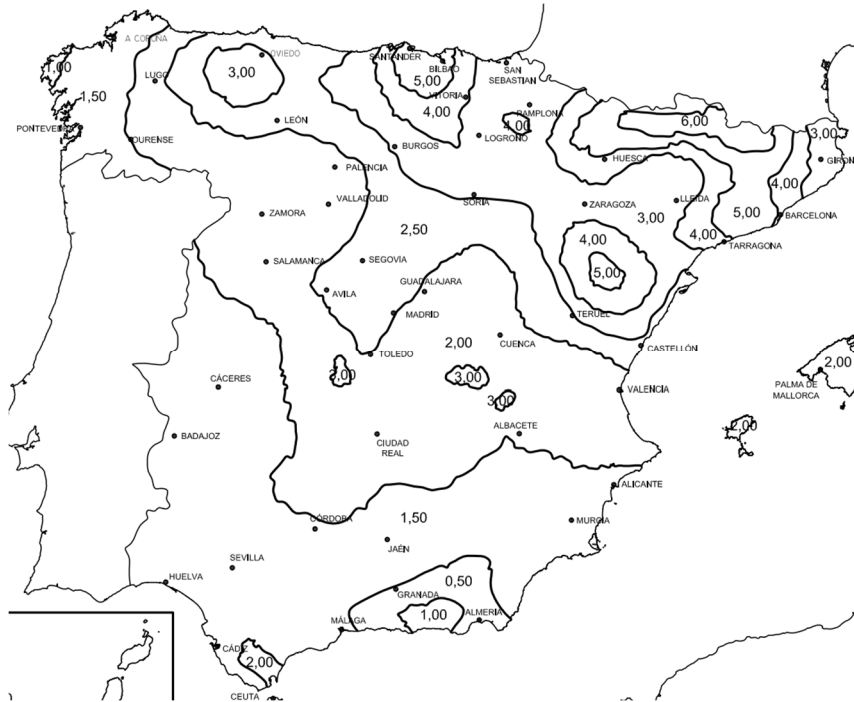 A CORUÑA
OVIEDO
SANTANDER
BILBAO
SAN
SEBASTIAN
1,00
LUGO
3,00
5,00
1,50
VITORIA
4,00
PAMPLONA
6,00
PONTEVEDRA
LEÓN
4,00
3,00
OURENSE
BURGOS
LOGROÑO
HUESCA
GIRON
PALENCIA
4,00
VALLADOLID
SORIA
ZARAGOZA
LLEIDA
ZAMORA
3,00
5,00
BARCELONA
2,50
4,00
4,00
TARRAGONA
SALAMANCA
SEGOVIA
5,00
AVILA
GUADALAJARA
MADRID
TERUEL
2,00
CUENCA
CASTELLÓN
TOLEDO
2,00
3,00
3,00
CÁCERES
PALMA DE
MALLORCA
VALENCIA
3,00
2,00
BADAJOZ
CIUDAD
REAL
ALBACETE
ALICANTE
1,50
CÓRDOBA
MURCIA
JAÉN
SEVILLA
HUELVA
0,50
GRANADA
1,00
ALMERIA
MÁLAGA
CÁDIZ
2,00
CEUTA